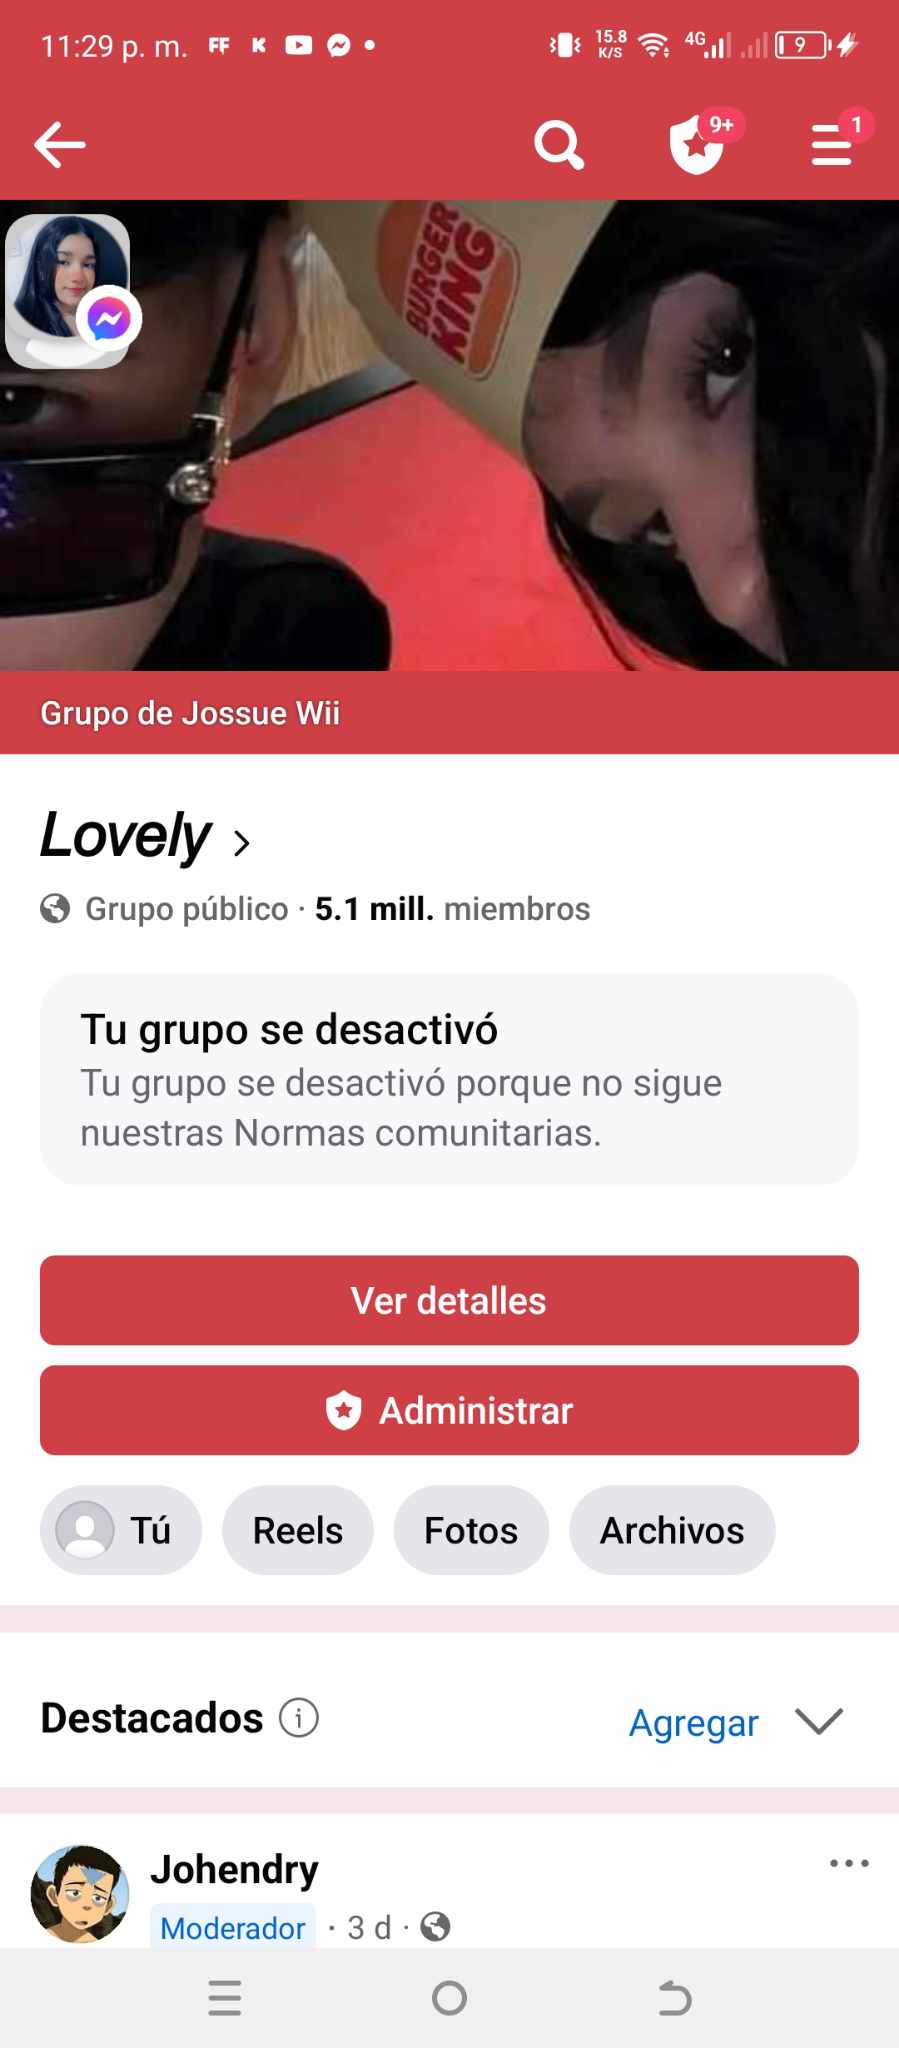 11:29 p. m. FF K 15.8 K/S 4G 9
9+ 1
BURGER
KING
Grupo de Jossue Wii
Lovely >
Grupo público · 5.1 mill. miembros
Tu grupo se desactivó
Tu grupo se desactivó porque no sigue
nuestras Normas comunitarias.
Ver detalles
Administrar
Tú Reels Fotos Archivos
Destacados Agregar
Johendry
Moderador · 3 d ·